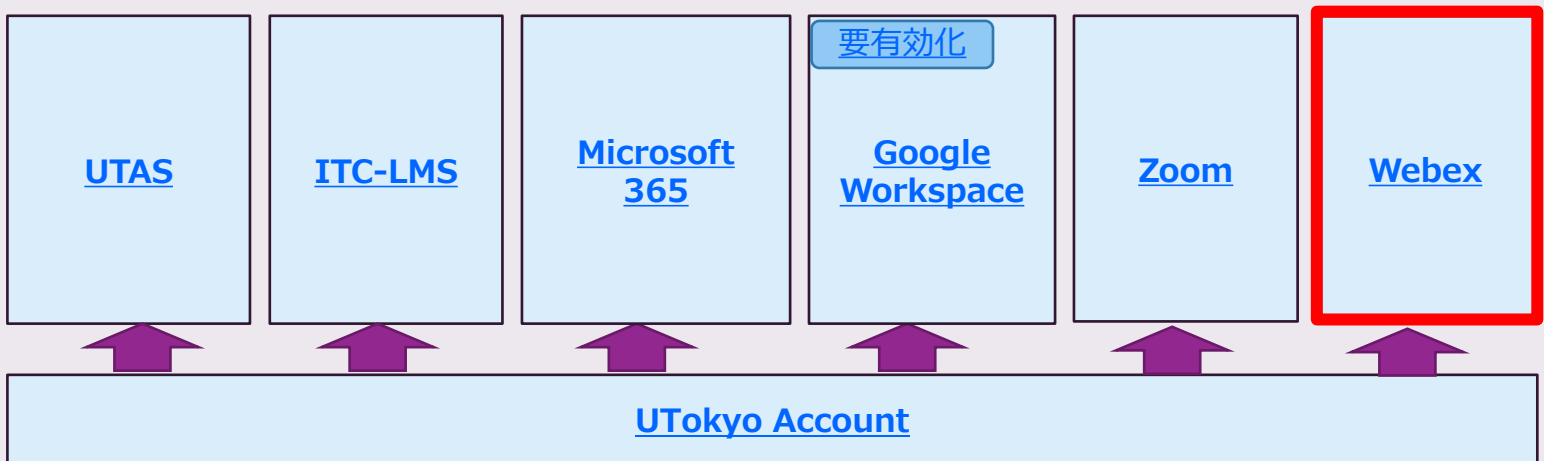 要有効化
UTAS
ITC-LMS
Microsoft
365
Google
Workspace
Zoom
Webex
UTokyo Account